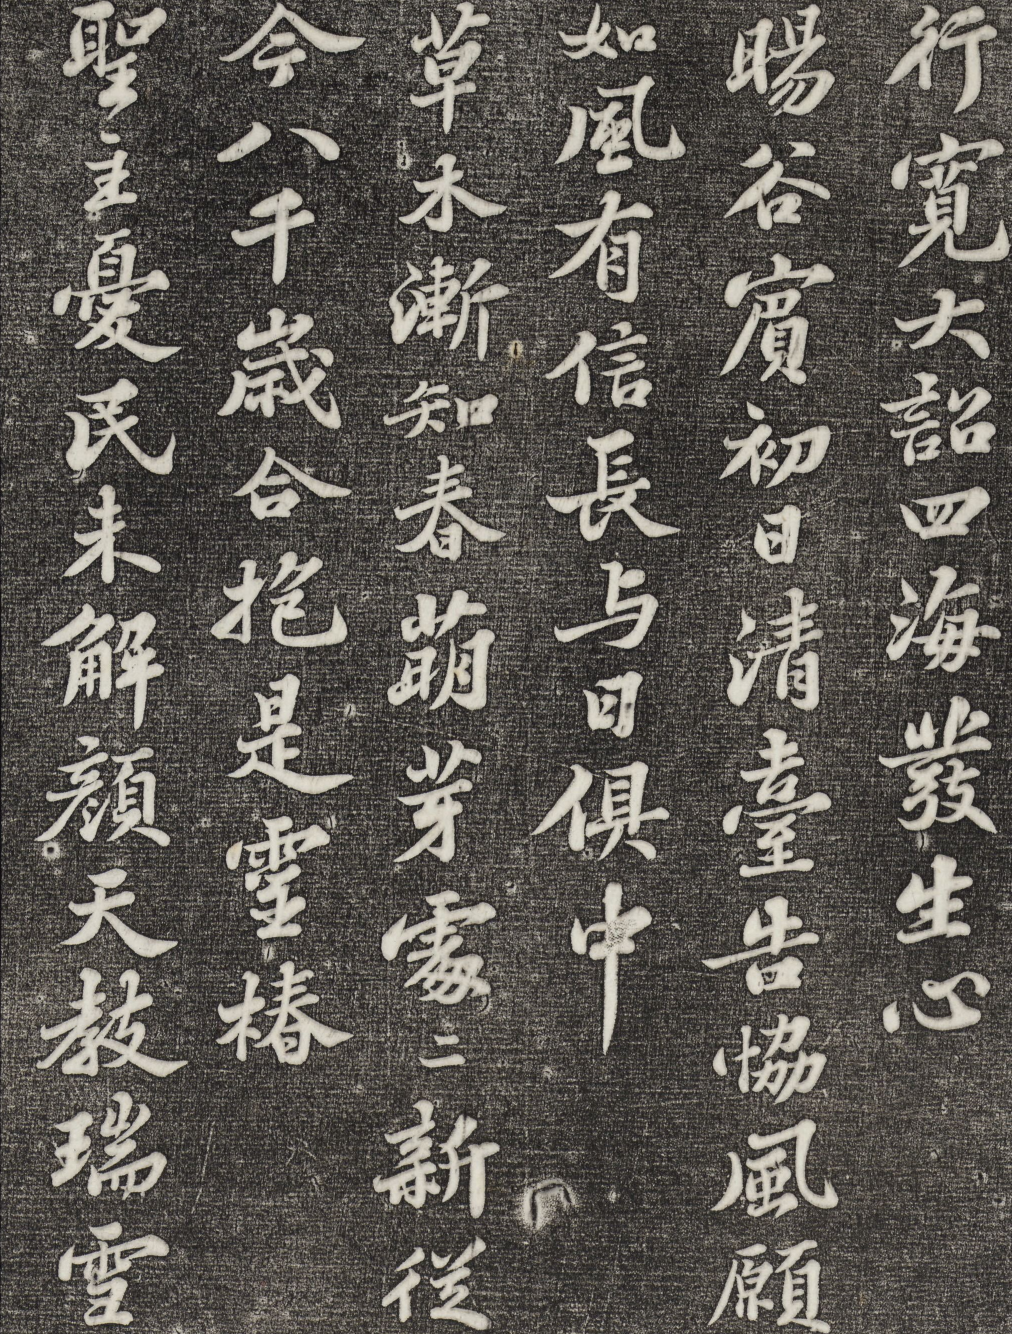 行寬大詔四海發生心
暘谷賓初日清臺告協風願
如風有信長与日俱中
草木漸知春萌芽處二新從
今八千歲合抱是靈椿
聖主憂民未解顏天教瑞雪